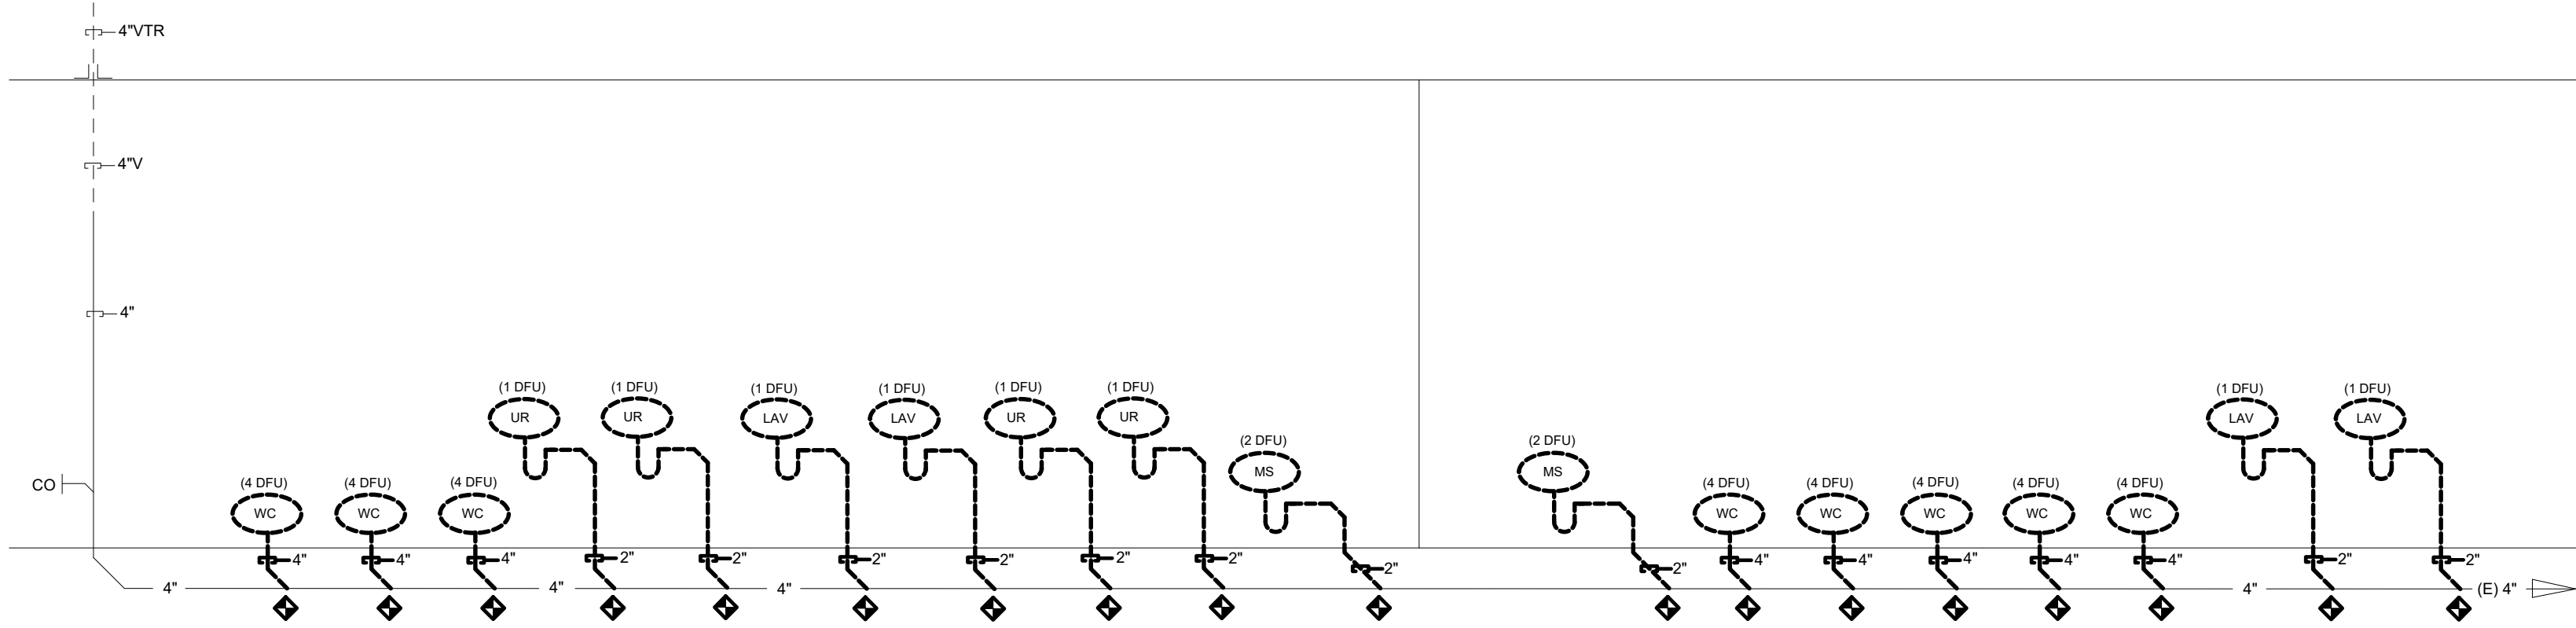 4"VTR
4"V
4"
(1 DFU) (1 DFU) (1 DFU) (1 DFU) (1 DFU) (1 DFU) (1 DFU) (1 DFU)
UR UR LAV LAV UR UR LAV LAV
(2 DFU) (2 DFU)
MS MS
CO
(4 DFU) (4 DFU) (4 DFU) (4 DFU) (4 DFU) (4 DFU) (4 DFU) (4 DFU)
WC WC WC WC WC WC WC WC
4" 4" 4" 2" 2" 2" 2" 2" 2" 2" 2" 4" 4" 4" 4" 4" 2" 2"
4" 4" 4" 4" (E) 4"